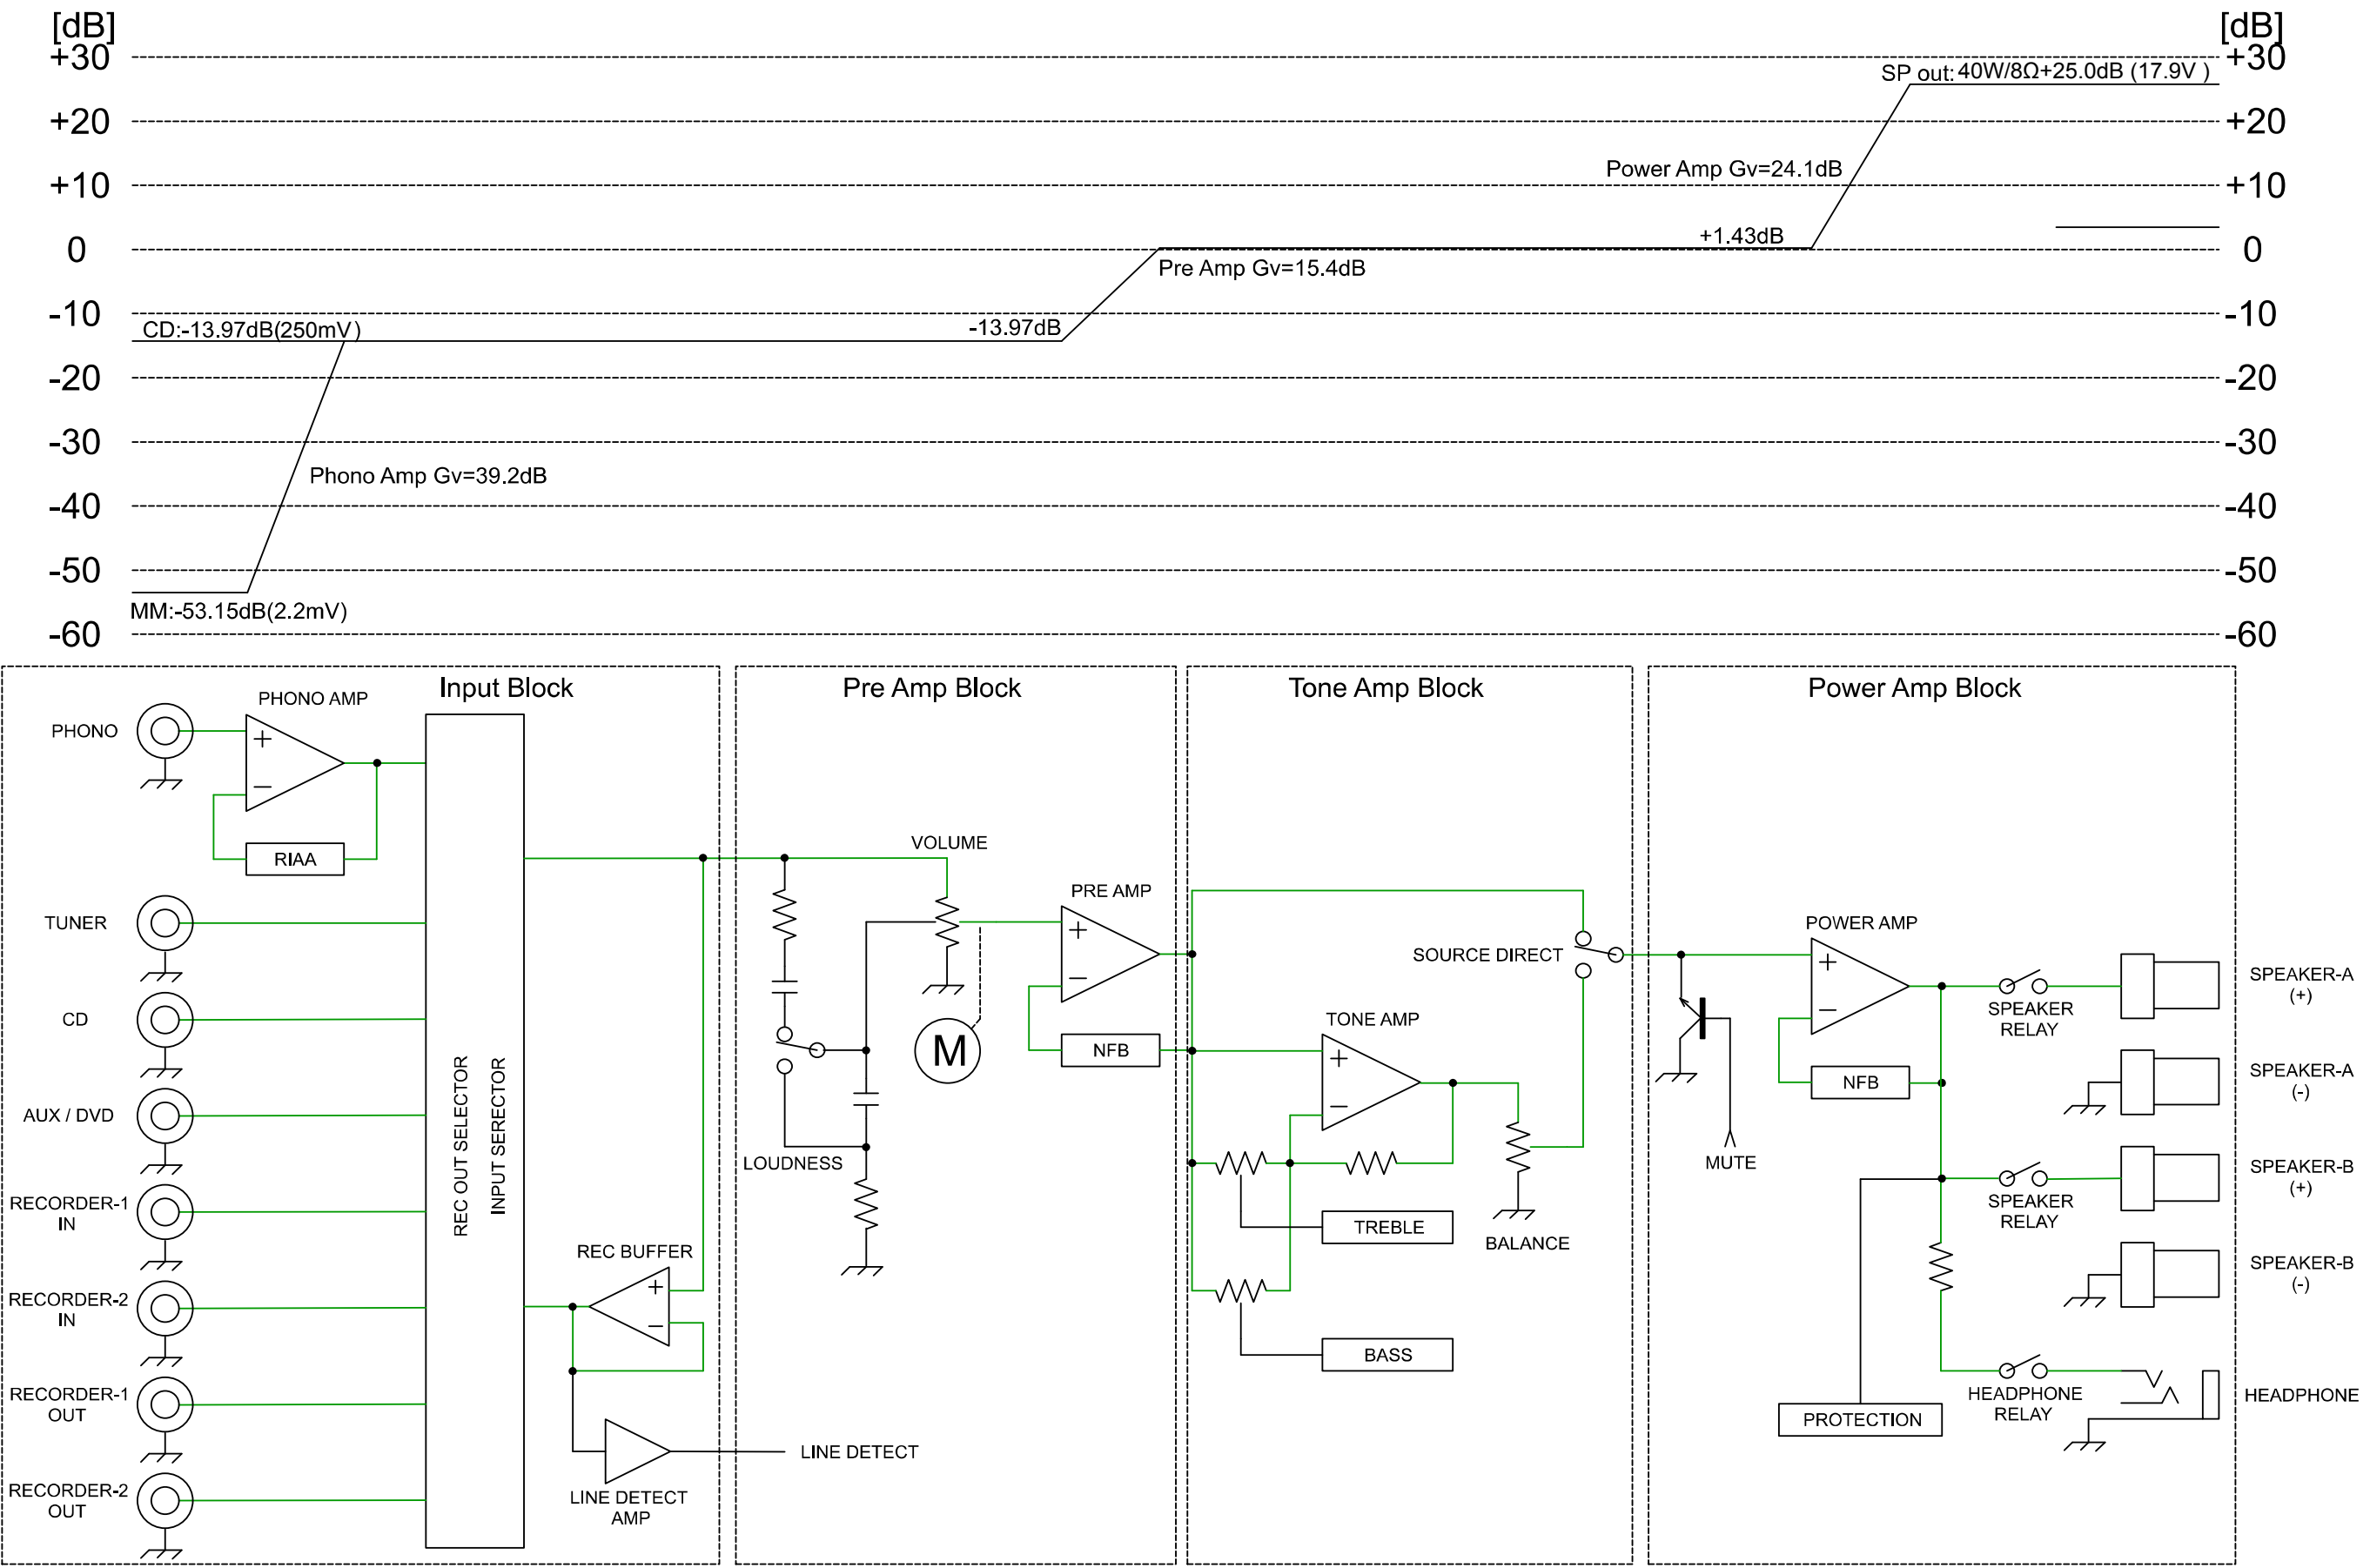 [dB]
[dB]
+30
+30
SP out: 40W/8Ω+25.0dB (17.9V )
+20
+20
Power Amp Gv=24.1dB
+10
+10
+1.43dB
0
0
Pre Amp Gv=15.4dB
-10
-10
CD:-13.97dB(250mV)
-13.97dB
-20
-20
-30
-30
Phono Amp Gv=39.2dB
-40
-40
-50
-50
MM:-53.15dB(2.2mV)
-60
-60
Input Block
PHONO AMP
PHONO
+
−
RIAA
TUNER
CD
AUX / DVD
RECORDER-1
IN
RECORDER-2
IN
RECORDER-1
OUT
RECORDER-2
OUT
REC OUT SELECTOR
INPUT SERECTOR
REC BUFFER
+
−
LINE DETECT
AMP
Pre Amp Block
VOLUME
PRE AMP
+
−
M
NFB
LOUDNESS
LINE DETECT
Tone Amp Block
SOURCE DIRECT
TONE AMP
+
−
TREBLE
BALANCE
BASS
Power Amp Block
POWER AMP
+
−
NFB
MUTE
SPEAKER
RELAY
SPEAKER
RELAY
HEADPHONE
RELAY
PROTECTION
SPEAKER-A
(+)
SPEAKER-A
(-)
SPEAKER-B
(+)
SPEAKER-B
(-)
HEADPHONE